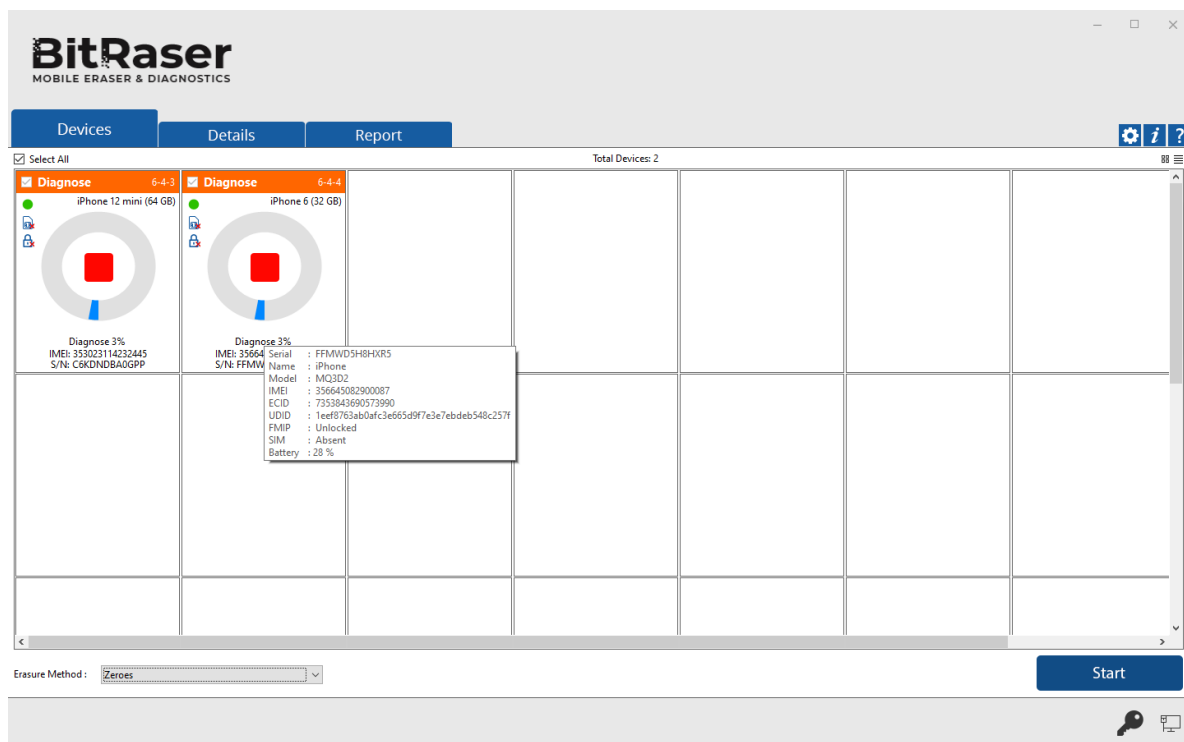 BitRaser
MOBILE ERASER & DIAGNOSTICS
Devices
Details
Report
Select All
Total Devices: 2
Diagnose 6-4-3
iPhone 12 mini (64 GB)
Diagnose 3%
IMEI: 353023114232445
S/N: C6KDNDBA0GPP
Diagnose 6-4-4
iPhone 6 (32 GB)
Diagnose 3%
IMEI: 35664
S/N: FFMW
Serial : FFMWD5H8HXR5
Name : iPhone
Model : MQ3D2
IMEI : 356645082900087
ECID : 7353843690573990
UDID : 1eef8763ab0afc3e665d9f7e3e7ebdeb548c257f
FMIP : Unlocked
SIM : Absent
Battery : 28 %
Erasure Method :
Zeroes
Start